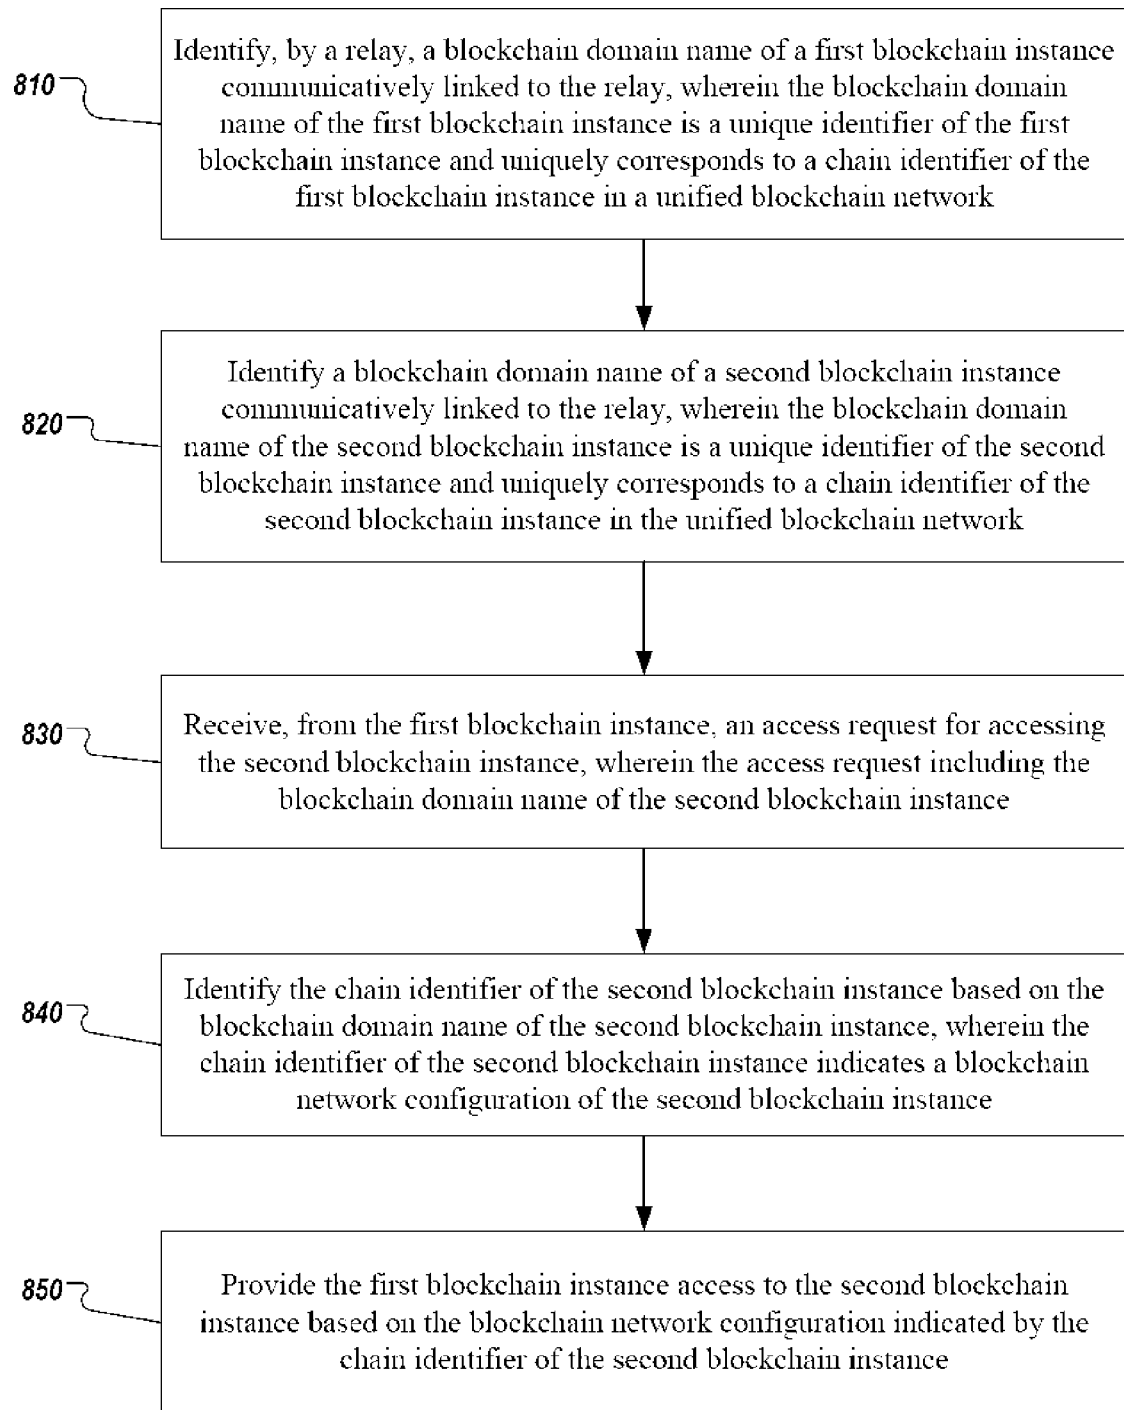 810
Identify, by a relay, a blockchain domain name of a first blockchain instance
communicatively linked to the relay, wherein the blockchain domain
name of the first blockchain instance is a unique identifier of the first
blockchain instance and uniquely corresponds to a chain identifier of the
first blockchain instance in a unified blockchain network
820
Identify a blockchain domain name of a second blockchain instance
communicatively linked to the relay, wherein the blockchain domain
name of the second blockchain instance is a unique identifier of the second
blockchain instance and uniquely corresponds to a chain identifier of the
second blockchain instance in the unified blockchain network
830
Receive, from the first blockchain instance, an access request for accessing
the second blockchain instance, wherein the access request including the
blockchain domain name of the second blockchain instance
840
Identify the chain identifier of the second blockchain instance based on the
blockchain domain name of the second blockchain instance, wherein the
chain identifier of the second blockchain instance indicates a blockchain
network configuration of the second blockchain instance
850
Provide the first blockchain instance access to the second blockchain
instance based on the blockchain network configuration indicated by the
chain identifier of the second blockchain instance